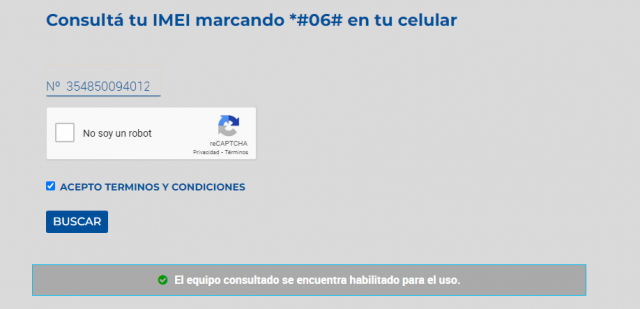 Consultá tu IMEI marcando *#06# en tu celular
Nº 354850094012
No soy un robot
reCAPTCHA
Privacidad - Términos
ACEPTO TERMINOS Y CONDICIONES
BUSCAR
El equipo consultado se encuentra habilitado para el uso.